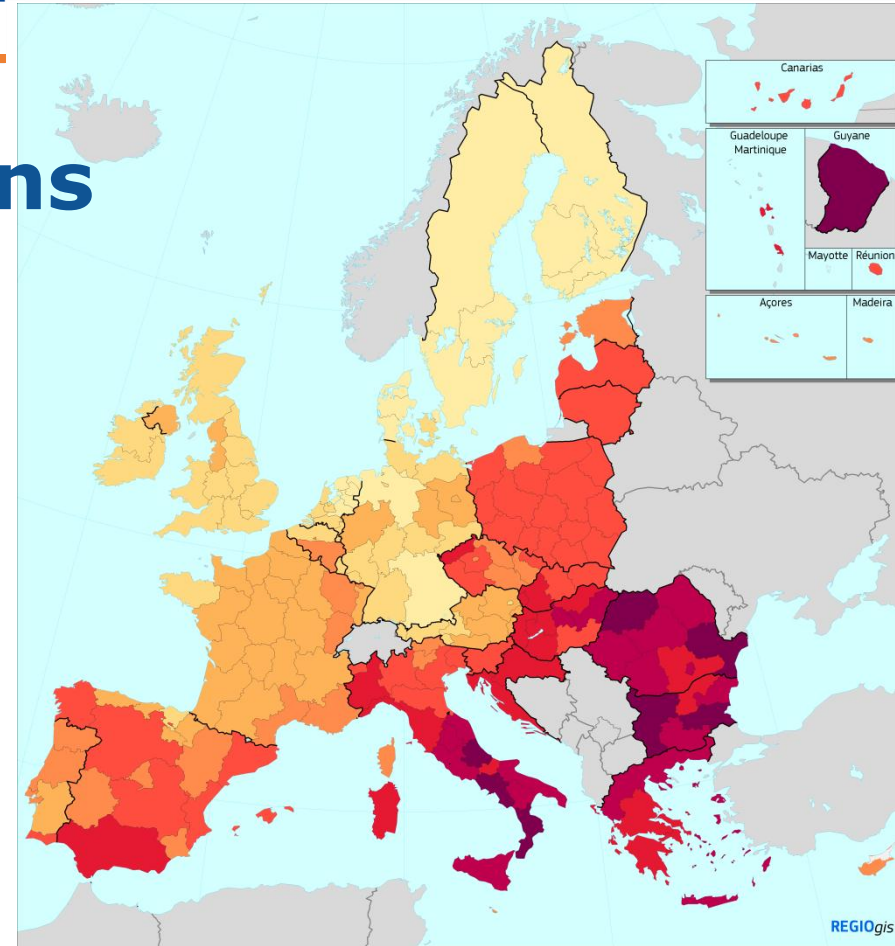 ns
Canarias
Guadeloupe
Martinique
Guyane
Mayotte
Réunion
Açores
Madeira
REGIOgis